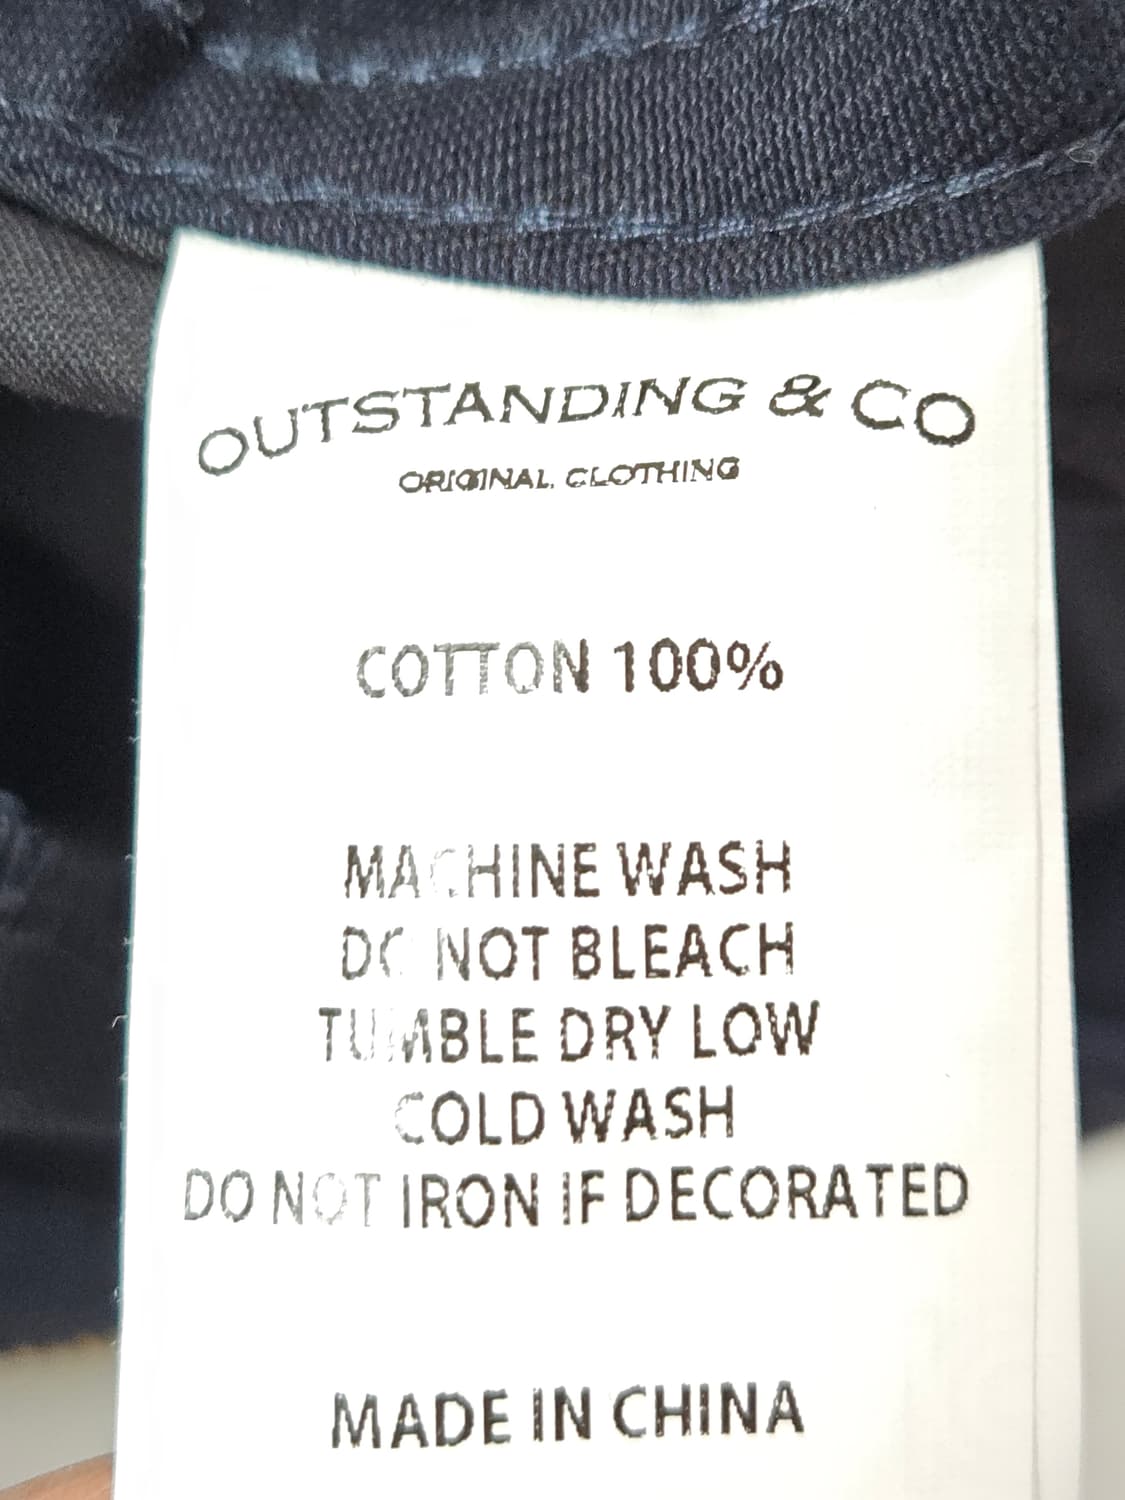 OUTSTANDING & CO
ORIGINAL CLOTHING
COTTON 100%
MACHINE WASH
DO NOT BLEACH
TUMBLE DRY LOW
COLD WASH
DO NOT IRON IF DECORATED
MADE IN CHINA